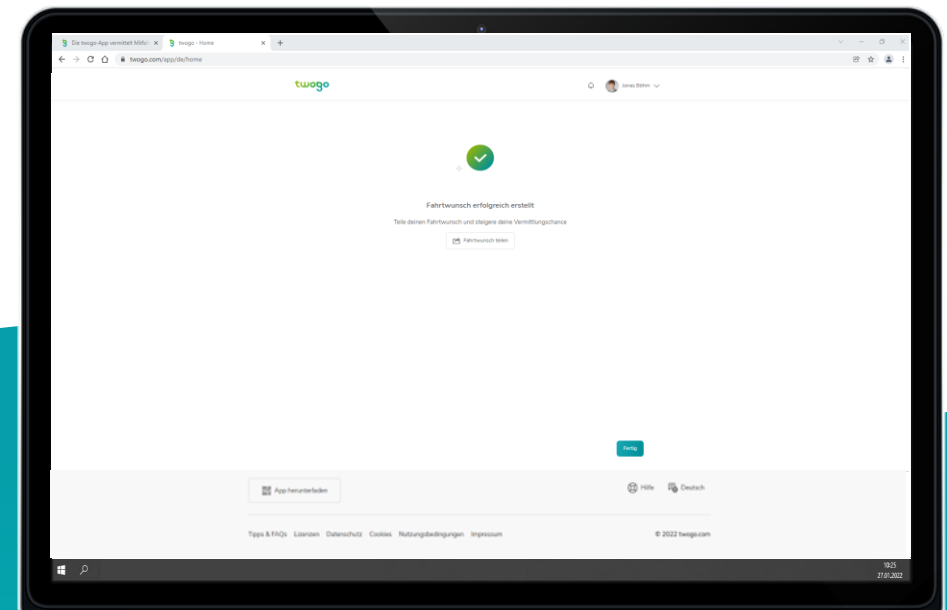 Die twogo-App vermittelt Mitfah
twogo - Home
twogo.com/app/de/home
twogo
Jonas Böhm
Fahrtwunsch erfolgreich erstellt
Teile deinen Fahrtwunsch und steigere deine Vermittlungschance
Fahrtwunsch teilen
Fertig
App herunterladen
Hilfe
Deutsch
Tipps & FAQs Lizenzen Datenschutz Cookies Nutzungsbedingungen Impressum
© 2022 twogo.com
10:25
27.01.2022